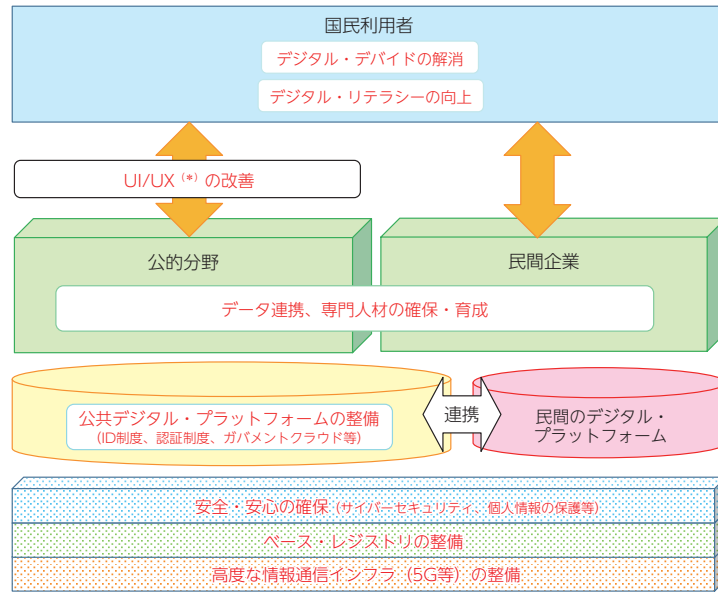 国民利用者
デジタル・デバイドの解消
デジタル・リテラシーの向上
UI/UX（*）の改善
公的分野
民間企業
データ連携、専門人材の確保・育成
公共デジタル・プラットフォームの整備
（ID制度、認証制度、ガバメントクラウド等）
連携
民間のデジタル・
プラットフォーム
安全・安心の確保（サイバーセキュリティ、個人情報の保護等）
ベース・レジストリの整備
高度な情報通信インフラ（5G等）の整備